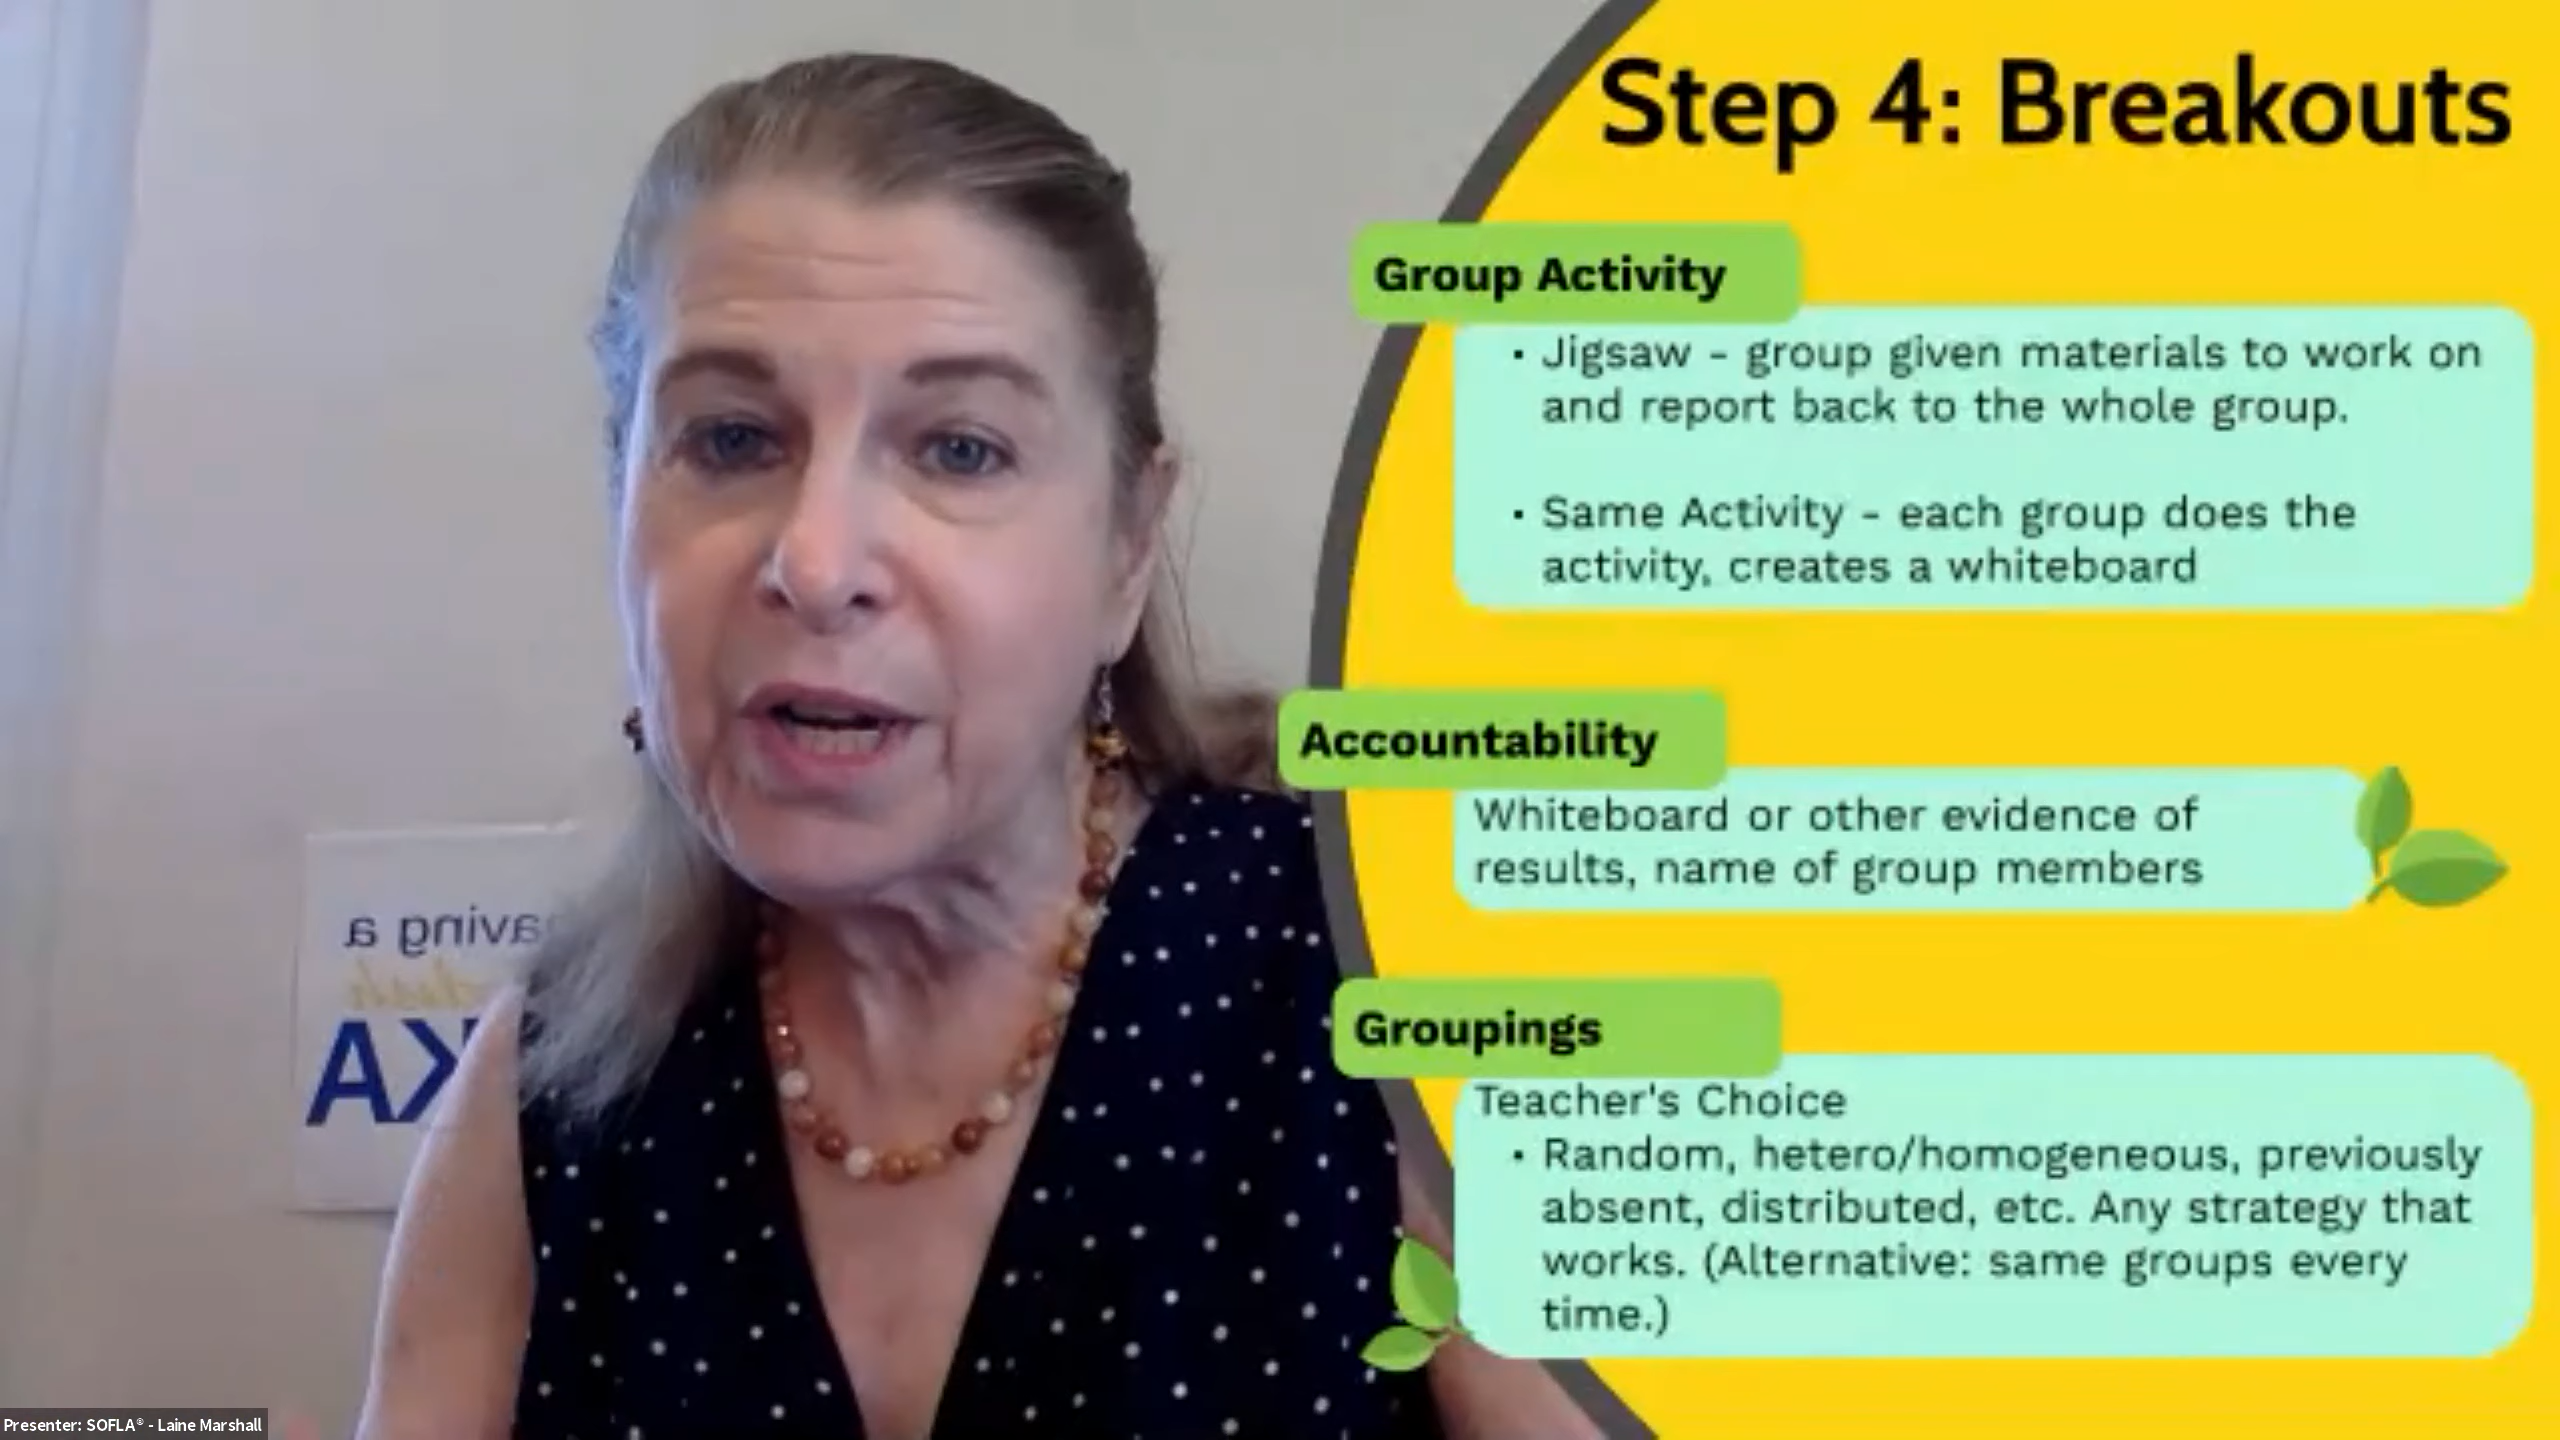 Step 4: Breakouts
Group Activity
• Jigsaw - group given materials to work on
and report back to the whole group.
• Same Activity - each group does the
activity, creates a whiteboard
Accountability
Whiteboard or other evidence of
results, name of group members
Groupings
Teacher's Choice
• Random, hetero/homogeneous, previously
absent, distributed, etc. Any strategy that
works. (Alternative: same groups every
time.)
aving a
KA
Presenter: SOFLA® - Laine Marshall